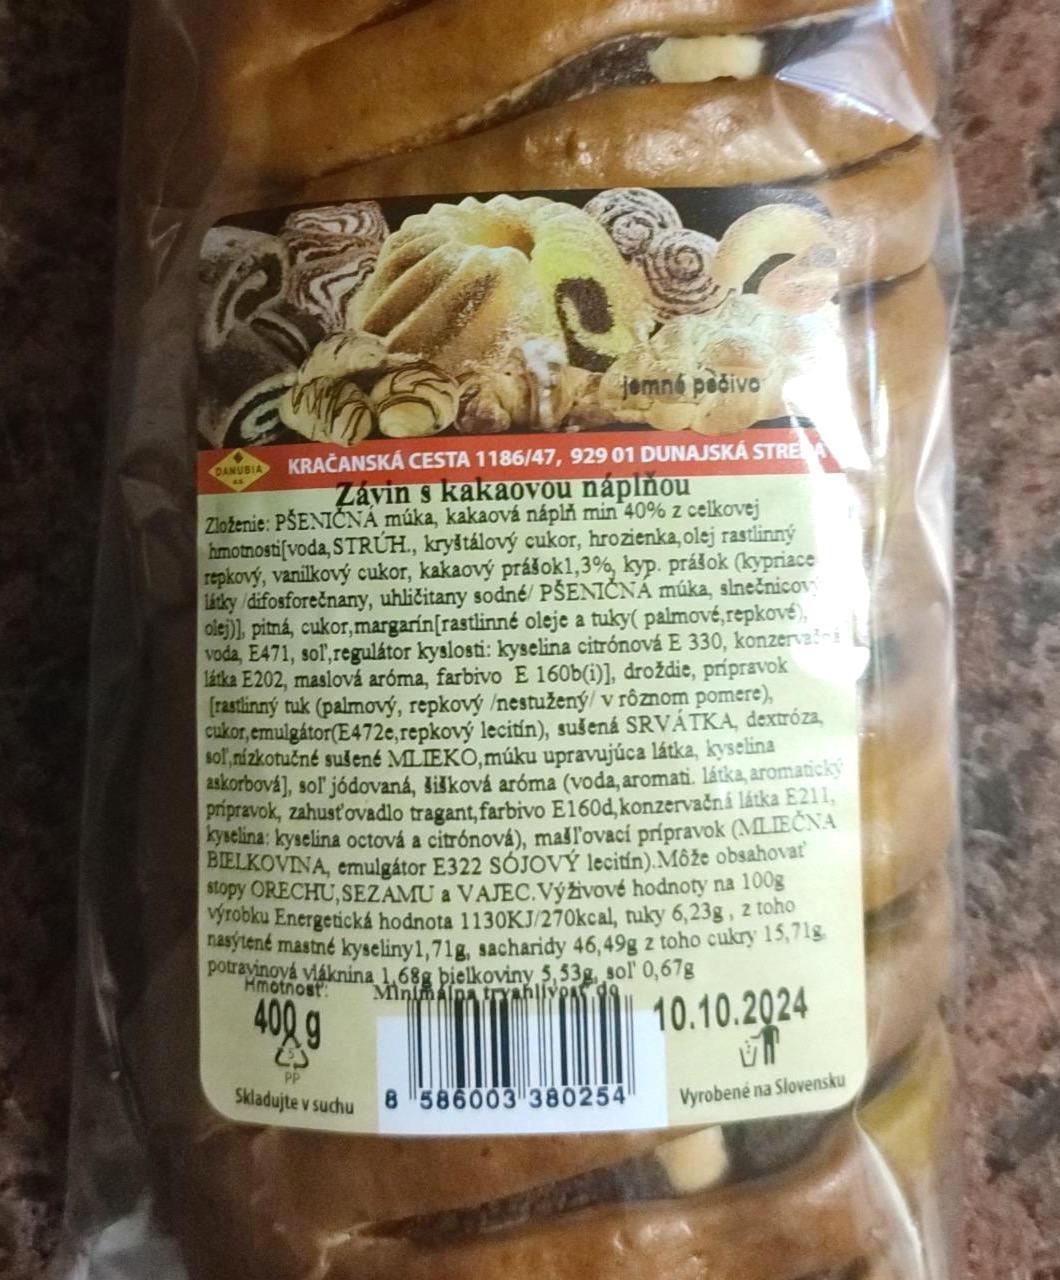 jemné pečivo
DANUBIA
a.s.
KRAČANSKÁ CESTA 1186/47, 929 01 DUNAJSKÁ STREDA
Závin s kakaovou náplňou
Zloženie: PŠENIČNÁ múka, kakaová náplň min 40% z celkovej
hmotnosti[voda,STRÚH., kryštálový cukor, hrozienka,olej rastlinný
repkový, vanilkový cukor, kakaový prášok1,3%, kyp. prášok (kypriace
látky /difosforečnany, uhličitany sodné/ PŠENIČNÁ múka, slnečnicový
olej)], pitná, cukor,margarín[rastlinné oleje a tuky( palmové,repkové),
voda, E471, soľ,regulátor kyslosti: kyselina citrónová E 330, konzervačná
látka E202, maslová aróma, farbivo E 160b(i)], droždie, prípravok
[rastlinný tuk (palmový, repkový /nestužený/ v rôznom pomere),
cukor,emulgátor(E472e,repkový lecitín), sušená SRVÁTKA, dextróza,
soľ,nízkotučné sušené MLIEKO,múku upravujúca látka, kyselina
askorbová], soľ jódovaná, šišková aróma (voda,aromati. látka,aromatický
prípravok, zahusťovadlo tragant,farbivo E160d,konzervačná látka E211,
kyselina: kyselina octová a citrónová), mašľovací prípravok (MLIEČNA
BIELKOVINA, emulgátor E322 SÓJOVÝ lecitín).Môže obsahovať
stopy ORECHU,SEZAMU a VAJEC.Výživové hodnoty na 100g
výrobku Energetická hodnota 1130KJ/270kcal, tuky 6,23g , z toho
nasýtené mastné kyseliny1,71g, sacharidy 46,49g z toho cukry 15,71g,
potravinová vláknina 1,68g bielkoviny 5,53g, soľ 0,67g
Hmotnosť: Minimálna trvanlivosť do
400 g 10.10.2024
5
PP
Skladujte v suchu 8 586003 380254 Vyrobené na Slovensku